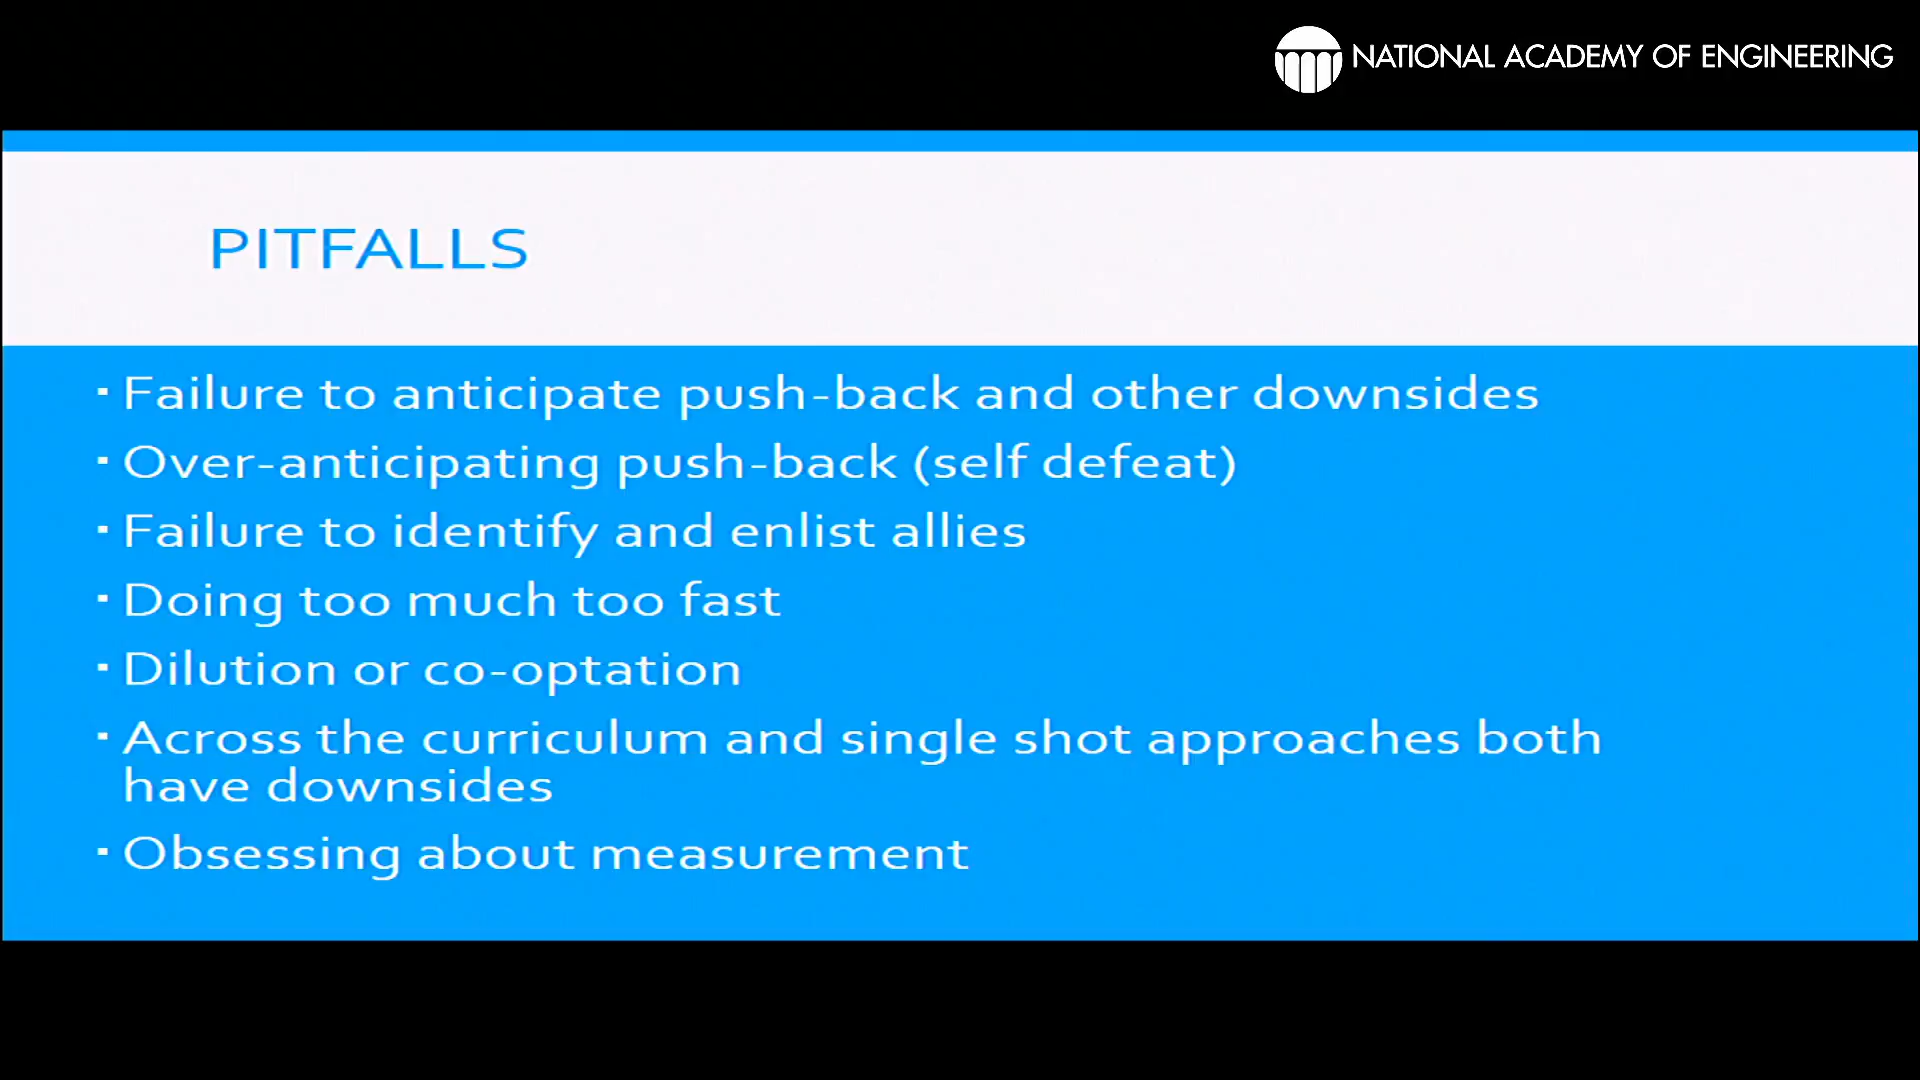 NATIONAL ACADEMY OF ENGINEERING
PITFALLS
▪ Failure to anticipate push-back and other downsides
▪ Over-anticipating push-back (self defeat)
▪ Failure to identify and enlist allies
▪ Doing too much too fast
▪ Dilution or co-optation
▪ Across the curriculum and single shot approaches both
have downsides
▪ Obsessing about measurement